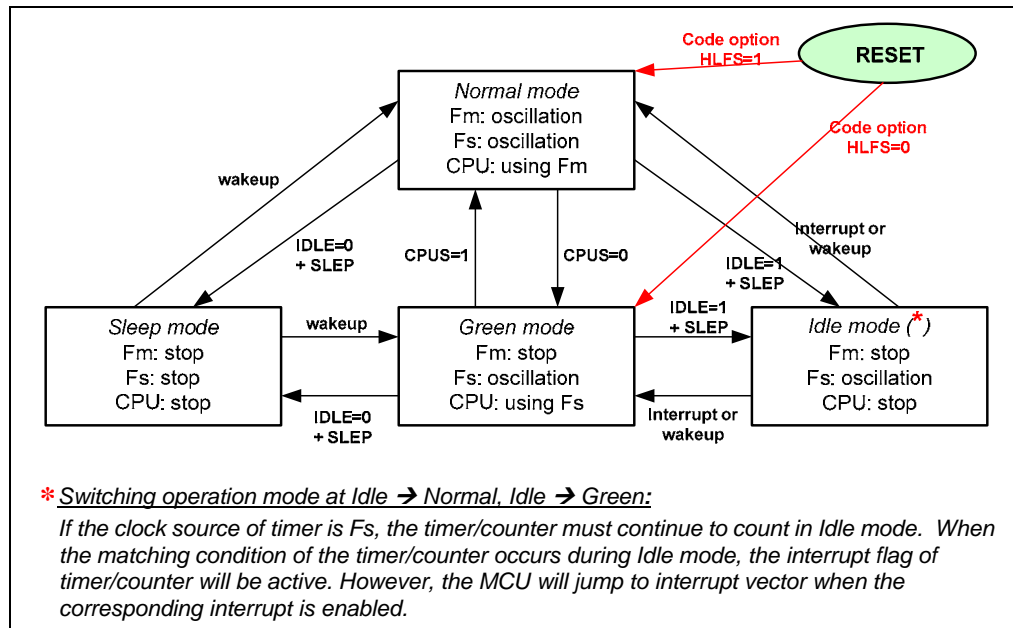 Code option
HLFS=1
RESET
Normal mode
Fm: oscillation
Fs: oscillation
CPU: using Fm
Code option
HLFS=0
wakeup
IDLE=0
+ SLEP
CPUS=1
CPUS=0
IDLE=1
+ SLEP
Interrupt or
wakeup
Sleep mode
Fm: stop
Fs: stop
CPU: stop
wakeup
IDLE=0
+ SLEP
Green mode
Fm: stop
Fs: oscillation
CPU: using Fs
IDLE=1
+ SLEP
Interrupt or
wakeup
Idle mode (*)
Fm: stop
Fs: oscillation
CPU: stop
* Switching operation mode at Idle ➔ Normal, Idle ➔ Green:
If the clock source of timer is Fs, the timer/counter must continue to count in Idle mode. When
the matching condition of the timer/counter occurs during Idle mode, the interrupt flag of
timer/counter will be active. However, the MCU will jump to interrupt vector when the
corresponding interrupt is enabled.